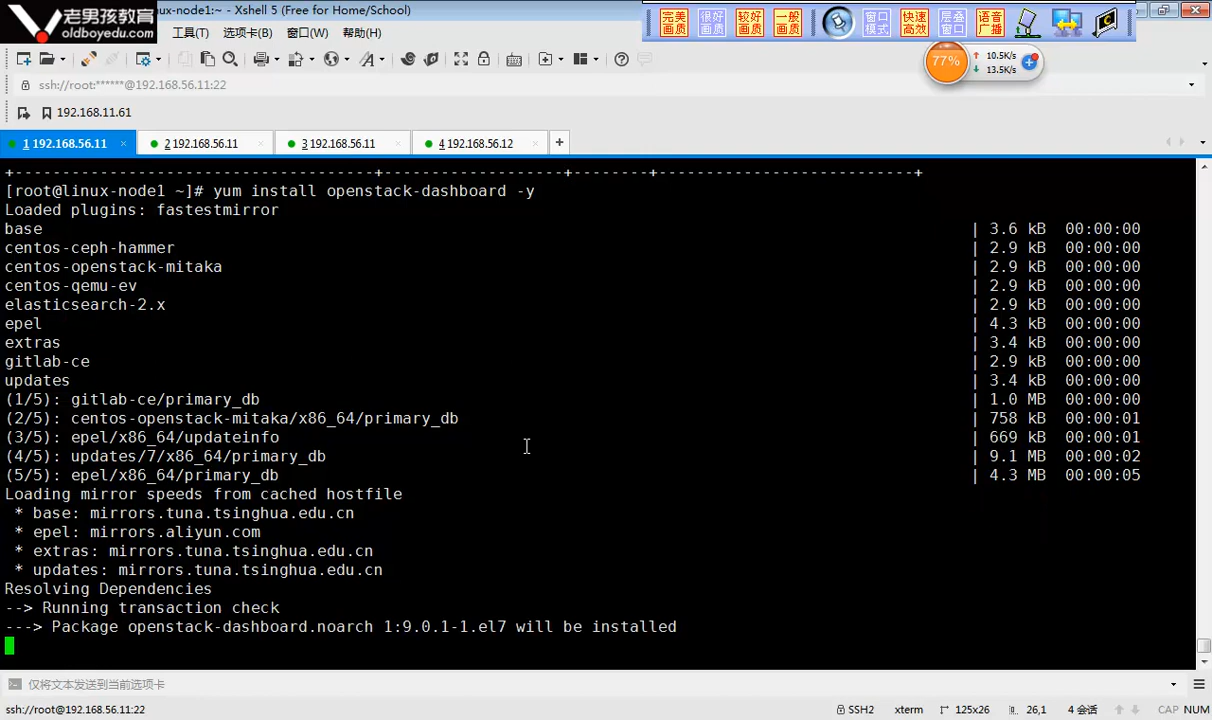 老男孩教育
oldboyedu.com
linux-node1:~ - Xshell 5 (Free for Home/School)
完美画质 很好画质 较好画质 一般画质 窗口模式 快速高效 层叠窗口 语音广播
工具(T) 选项卡(B) 窗口(W) 帮助(H)
77% 10.5K/s
13.5K/s
ssh://root:******@192.168.56.11:22
192.168.11.61
1 192.168.56.11 × 2 192.168.56.11 × 3 192.168.56.11 × 4 192.168.56.12 × +
+---------------------------------------+--------------------+---------+----------------------------+
[root@linux-node1 ~]# yum install openstack-dashboard -y
Loaded plugins: fastestmirror
base | 3.6 kB 00:00:00
centos-ceph-hammer | 2.9 kB 00:00:00
centos-openstack-mitaka | 2.9 kB 00:00:00
centos-qemu-ev | 2.9 kB 00:00:00
elasticsearch-2.x | 2.9 kB 00:00:00
epel | 4.3 kB 00:00:00
extras | 3.4 kB 00:00:00
gitlab-ce | 2.9 kB 00:00:00
updates | 3.4 kB 00:00:00
(1/5): gitlab-ce/primary_db | 1.0 MB 00:00:00
(2/5): centos-openstack-mitaka/x86_64/primary_db | 758 kB 00:00:01
(3/5): epel/x86_64/updateinfo | 669 kB 00:00:01
(4/5): updates/7/x86_64/primary_db | 9.1 MB 00:00:02
(5/5): epel/x86_64/primary_db | 4.3 MB 00:00:05
Loading mirror speeds from cached hostfile
* base: mirrors.tuna.tsinghua.edu.cn
* epel: mirrors.aliyun.com
* extras: mirrors.tuna.tsinghua.edu.cn
* updates: mirrors.tuna.tsinghua.edu.cn
Resolving Dependencies
--> Running transaction check
---> Package openstack-dashboard.noarch 1:9.0.1-1.el7 will be installed
仅将文本发送到当前选项卡
ssh://root@192.168.56.11:22 SSH2 xterm 125x26 26,1 4 会话 CAP NUM